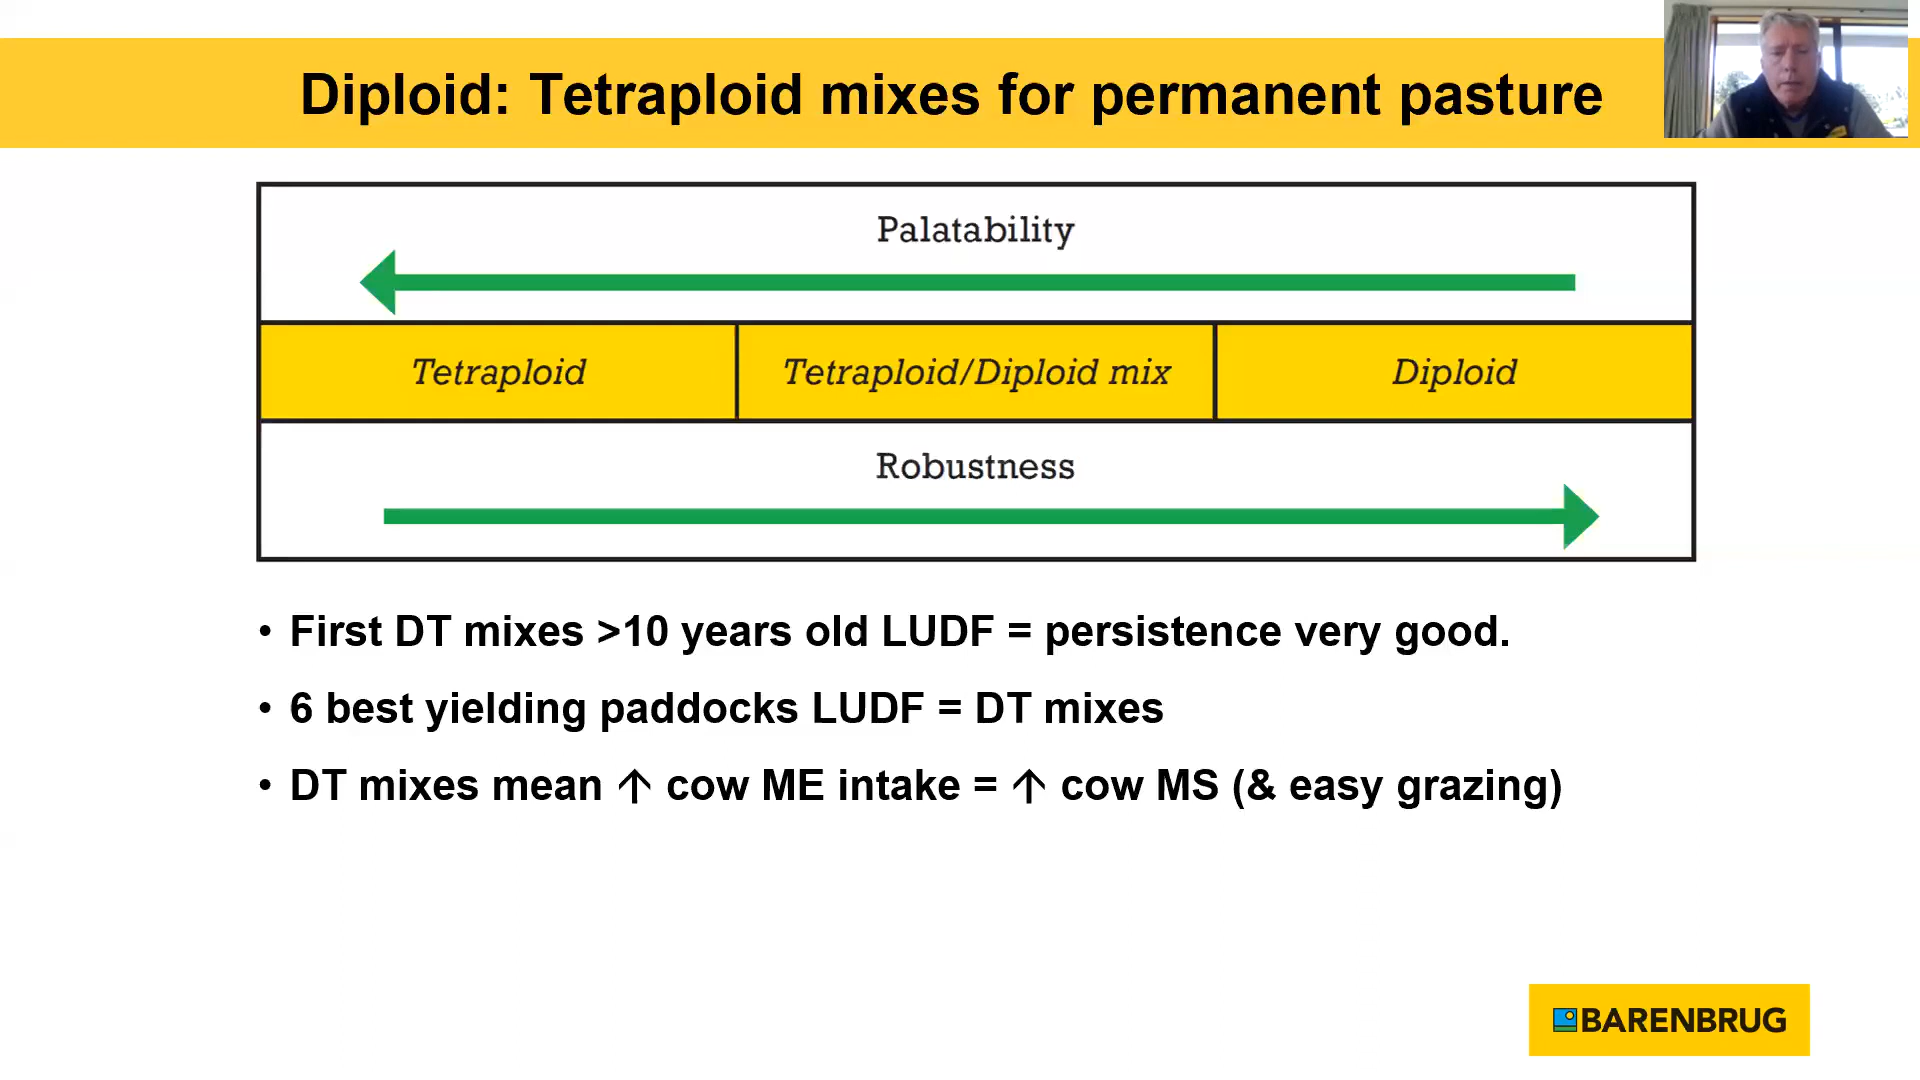 Diploid: Tetraploid mixes for permanent pasture
Palatability
Tetraploid
Tetraploid/Diploid mix
Diploid
Robustness
• First DT mixes >10 years old LUDF = persistence very good.
• 6 best yielding paddocks LUDF = DT mixes
• DT mixes mean ↑ cow ME intake = ↑ cow MS (& easy grazing)
BARENBRUG